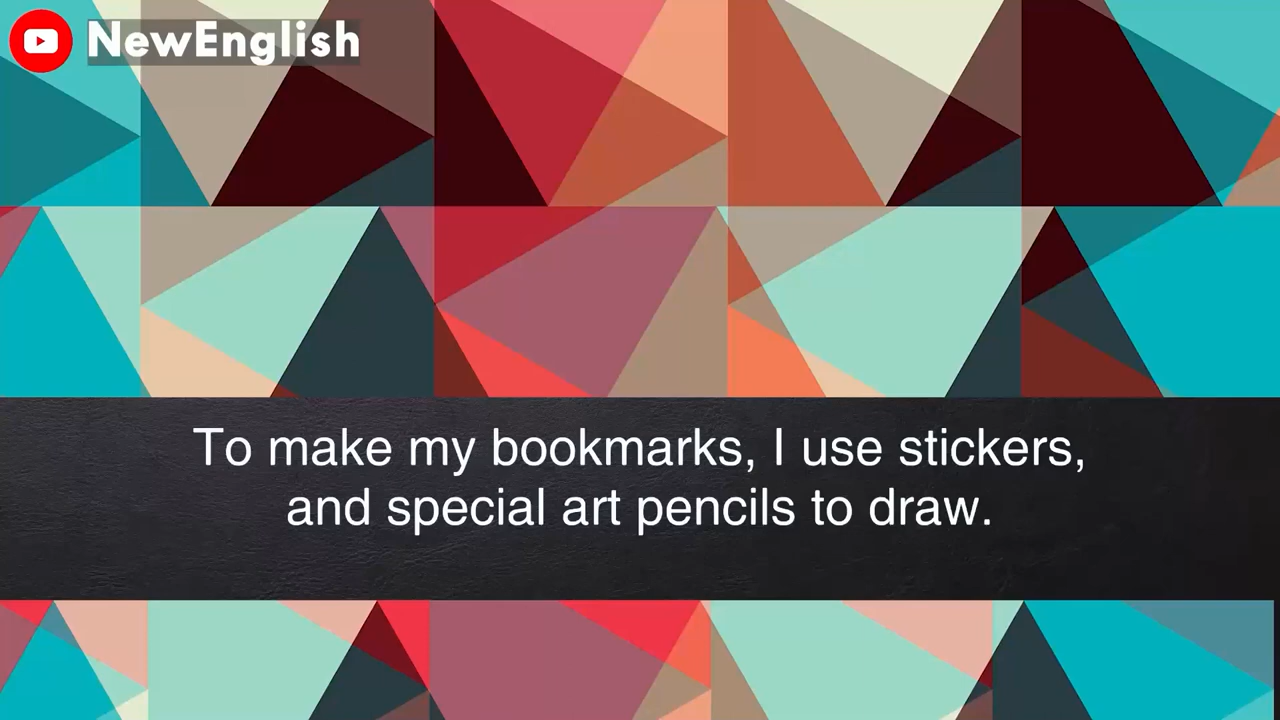 NewEnglish
To make my bookmarks, I use stickers,
and special art pencils to draw.